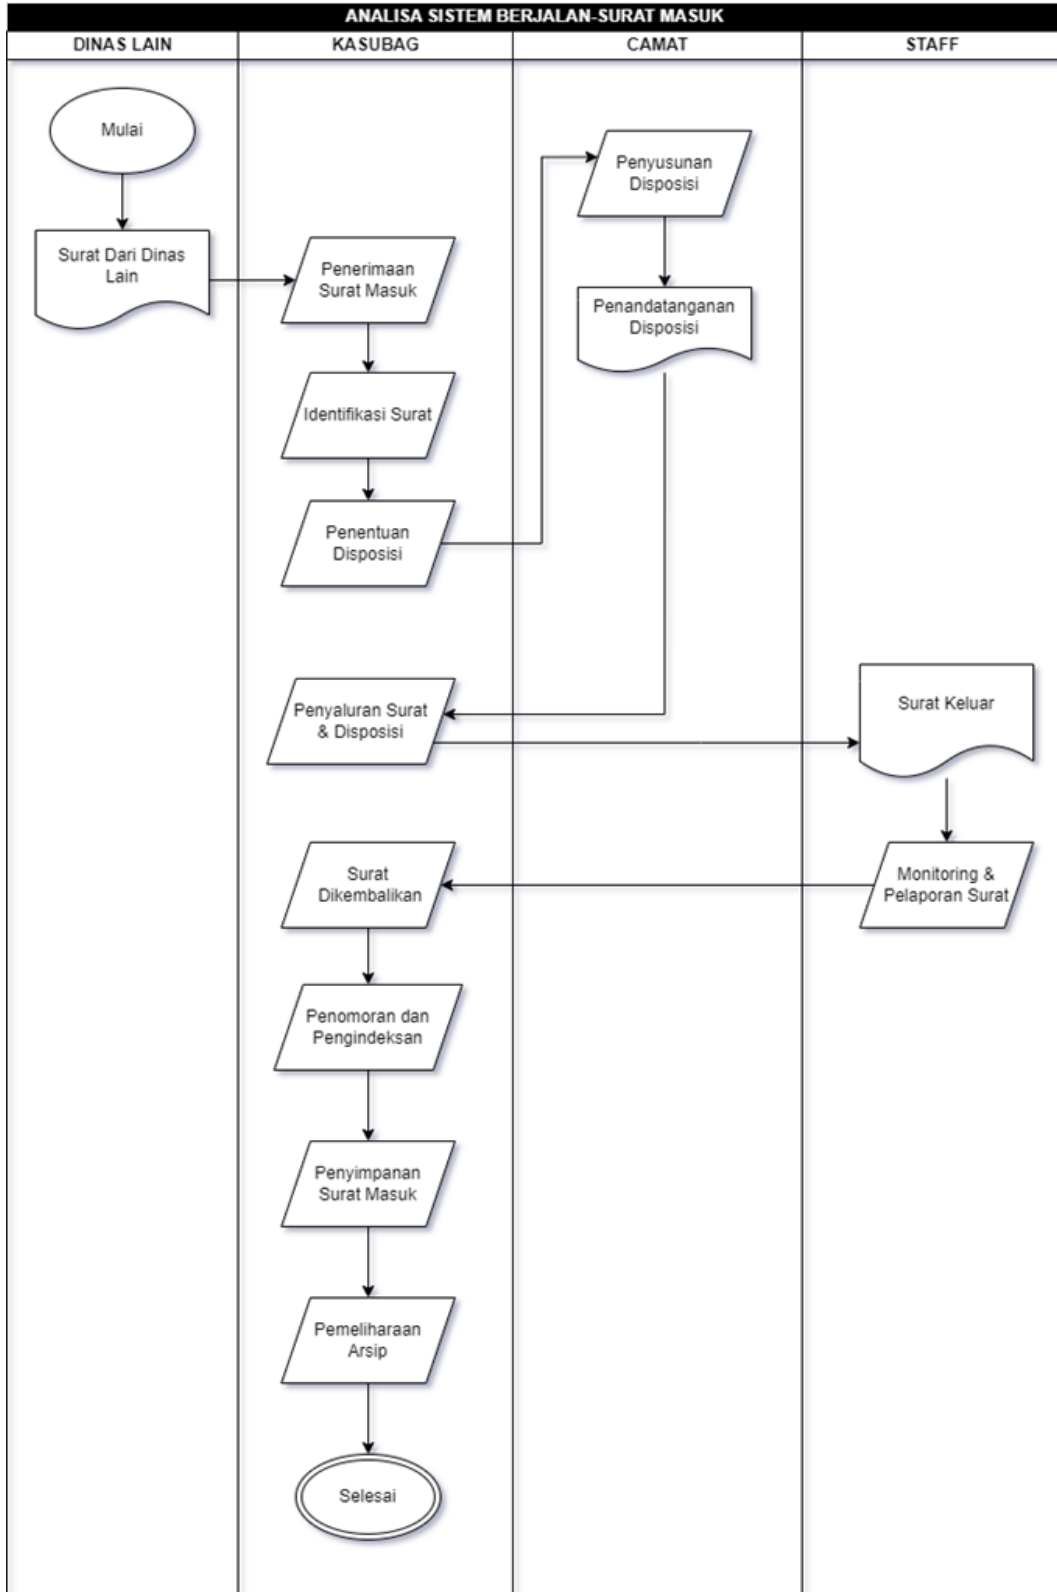 ANALISA SISTEM BERJALAN-SURAT MASUK
DINAS LAIN
KASUBAG
CAMAT
STAFF
Mulai
Surat Dari Dinas
Lain
Penerimaan
Surat Masuk
Identifikasi Surat
Penentuan
Disposisi
Penyusunan
Disposisi
Penandatanganan
Disposisi
Penyaluran Surat
& Disposisi
Surat Keluar
Monitoring &
Pelaporan Surat
Surat
Dikembalikan
Penomoran dan
Pengindeksan
Penyimpanan
Surat Masuk
Pemeliharaan
Arsip
Selesai